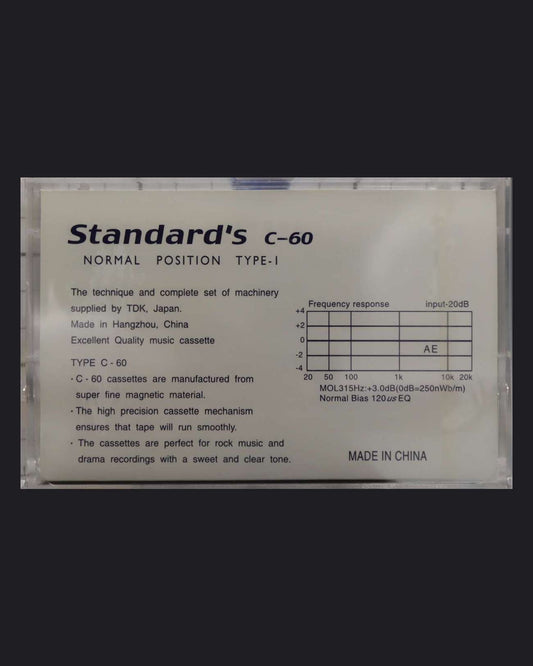 Standard's C-60
NORMAL POSITION TYPE-I
The technique and complete set of machinery
supplied by TDK, Japan.
Made in Hangzhou, China
Excellent Quality music cassette
TYPE C - 60
· C - 60 cassettes are manufactured from
super fine magnetic material.
· The high precision cassette mechanism
ensures that tape will run smoothly.
· The cassettes are perfect for rock music and
drama recordings with a sweet and clear tone.
Frequency response input-20dB
+4
+2
0
-2
-4
AE
20 50 100 1k 10k 20k
MOL315Hz:+3.0dB(0dB=250nWb/m)
Normal Bias 120us EQ
MADE IN CHINA